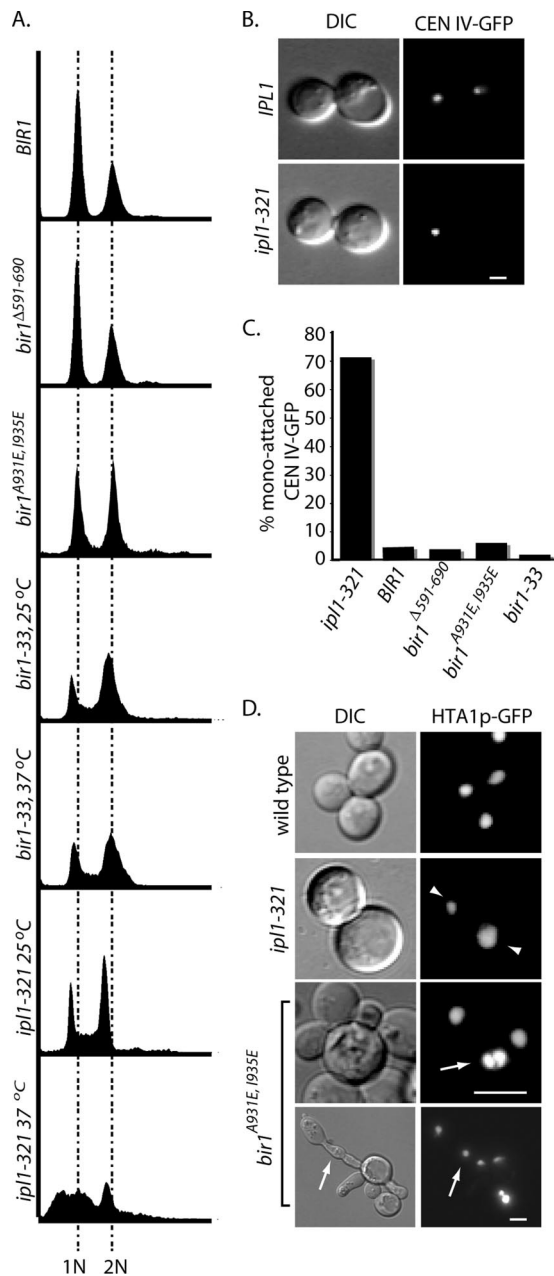 A.
BIR1
bir1Δ591-690
bir1A931E, I935E
bir1-33, 25 °C
bir1-33, 37 °C
ipl1-321 25 °C
ipl1-321 37 °C
1N 2N
B.
DIC CEN IV-GFP
IPL1
ipl1-321
C.
% mono-attached
CEN IV-GFP
80
70
60
50
40
30
20
10
0
ipl1-321
BIR1
bir1Δ591-690
bir1A931E, I935E
bir1-33
D.
DIC HTA1p-GFP
wild type
ipl1-321
bir1A931E, I935E